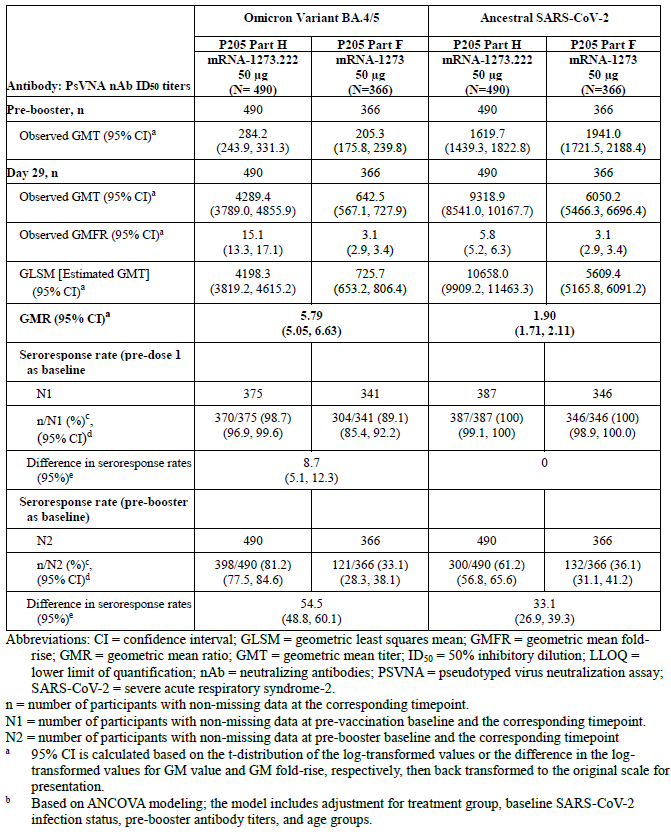 Omicron Variant BA.4/5 Ancestral SARS-CoV-2
Antibody: PsVNA nAb ID50 titers
P205 Part H P205 Part F P205 Part H P205 Part F
mRNA-1273.222 mRNA-1273 mRNA-1273.222 mRNA-1273
50 µg 50 µg 50 µg 50 µg
(N= 490) (N=366) (N=490) (N=366)
Pre-booster, n 490 366 490 366
Observed GMT (95% CI)a 284.2 205.3 1619.7 1941.0
(243.9, 331.3) (175.8, 239.8) (1439.3, 1822.8) (1721.5, 2188.4)
Day 29, n 490 366 490 366
Observed GMT (95% CI)a 4289.4 642.5 9318.9 6050.2
(3789.0, 4855.9) (567.1, 727.9) (8541.0, 10167.7) (5466.3, 6696.4)
Observed GMFR (95% CI)a 15.1 3.1 5.8 3.1
(13.3, 17.1) (2.9, 3.4) (5.2, 6.3) (2.9, 3.4)
GLSM [Estimated GMT] 4198.3 725.7 10658.0 5609.4
(95% CI)a (3819.2, 4615.2) (653.2, 806.4) (9909.2, 11463.3) (5165.8, 6091.2)
GMR (95% CI)a 5.79 1.90
(5.05, 6.63) (1.71, 2.11)
Seroresponse rate (pre-dose 1
as baseline
N1 375 341 387 346
n/N1 (%)c, 370/375 (98.7) 304/341 (89.1) 387/387 (100) 346/346 (100)
(95% CI)d (96.9, 99.6) (85.4, 92.2) (99.1, 100) (98.9, 100.0)
Difference in seroresponse rates 8.7 0
(95%)e (5.1, 12.3)
Seroresponse rate (pre-booster
as baseline)
N2 490 366 490 366
n/N2 (%)c, 398/490 (81.2) 121/366 (33.1) 300/490 (61.2) 132/366 (36.1)
(95% CI)d (77.5, 84.6) (28.3, 38.1) (56.8, 65.6) (31.1, 41.2)
Difference in seroresponse rates 54.5 33.1
(95%)e (48.8, 60.1) (26.9, 39.3)
Abbreviations: CI = confidence interval; GLSM = geometric least squares mean; GMFR = geometric mean fold-
rise; GMR = geometric mean ratio; GMT = geometric mean titer; ID50 = 50% inhibitory dilution; LLOQ =
lower limit of quantification; nAb = neutralizing antibodies; PSVNA = pseudotyped virus neutralization assay;
SARS-CoV-2 = severe acute respiratory syndrome-2.
n = number of participants with non-missing data at the corresponding timepoint.
N1 = number of participants with non-missing data at pre-vaccination baseline and the corresponding timepoint.
N2 = number of participants with non-missing data at pre-booster baseline and the corresponding timepoint
a 95% CI is calculated based on the t-distribution of the log-transformed values or the difference in the log-
transformed values for GM value and GM fold-rise, respectively, then back transformed to the original scale for
presentation.
b Based on ANCOVA modeling; the model includes adjustment for treatment group, baseline SARS-CoV-2
infection status, pre-booster antibody titers, and age groups.